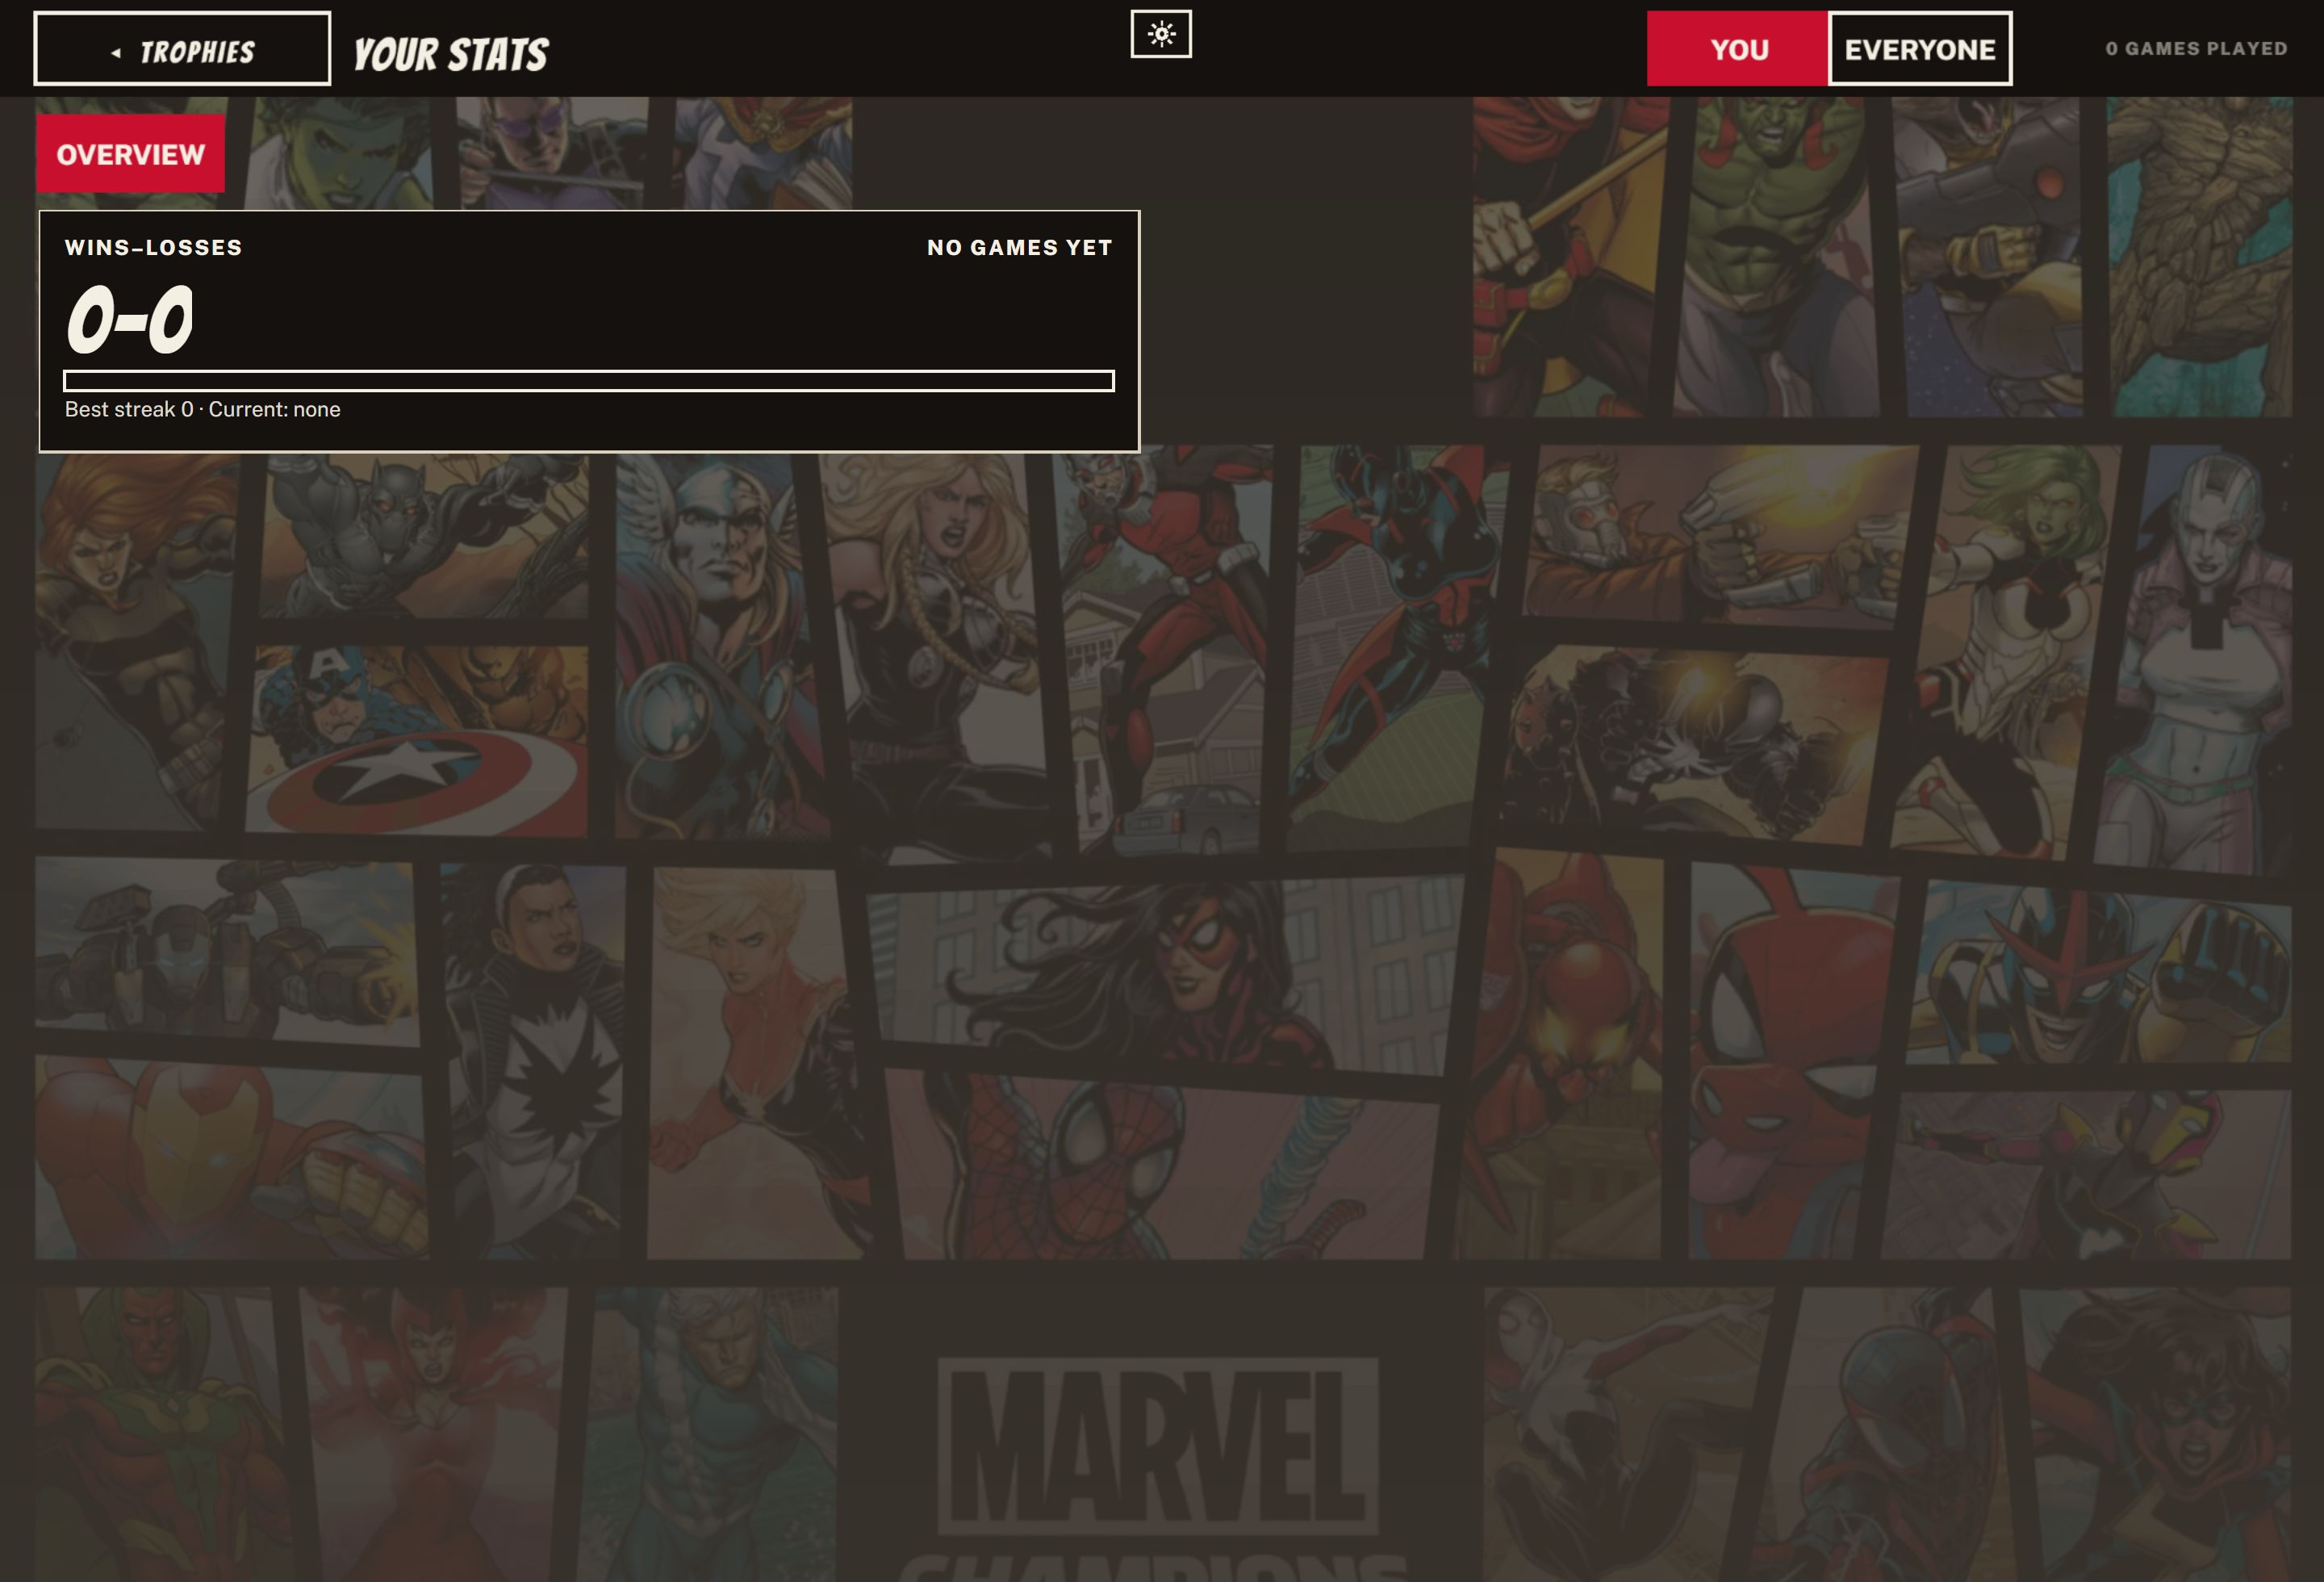 ◂ TROPHIES
YOUR STATS
YOU
EVERYONE
0 GAMES PLAYED
OVERVIEW
WINS–LOSSES
NO GAMES YET
0–0
Best streak 0 · Current: none
A
MARVEL
CHAMPIONS